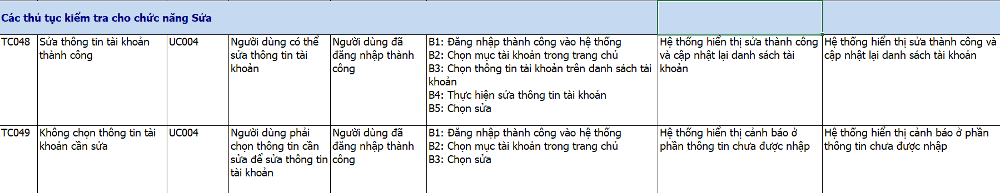 Các thủ tục kiểm tra cho chức năng Sửa
TC048
Sửa thông tin tài khoản
thành công
UC004
Người dùng có thể
sửa thông tin tài
khoản
Người dùng đã
đăng nhập thành
công
B1: Đăng nhập thành công vào hệ thống
B2: Chọn mục tài khoản trong trang chủ
B3: Chọn thông tin tài khoản trên danh sách tài
khoản
B4: Thực hiện sửa thông tin tài khoản
B5: Chọn sửa
Hệ thống hiển thị sửa thành công
và cập nhật lại danh sách tài
khoản
Hệ thống hiển thị sửa thành công và
cập nhật lại danh sách tài khoản
TC049
Không chọn thông tin tài
khoản cần sửa
UC004
Người dùng phải
chọn thông tin cần
sửa để sửa thông tin
tài khoản
Người dùng đã
đăng nhập thành
công
B1: Đăng nhập thành công vào hệ thống
B2: Chọn mục tài khoản trong trang chủ
B3: Chọn sửa
Hệ thống hiển thị cảnh báo ở
phần thông tin chưa được nhập
Hệ thống hiển thị cảnh báo ở phần
thông tin chưa được nhập